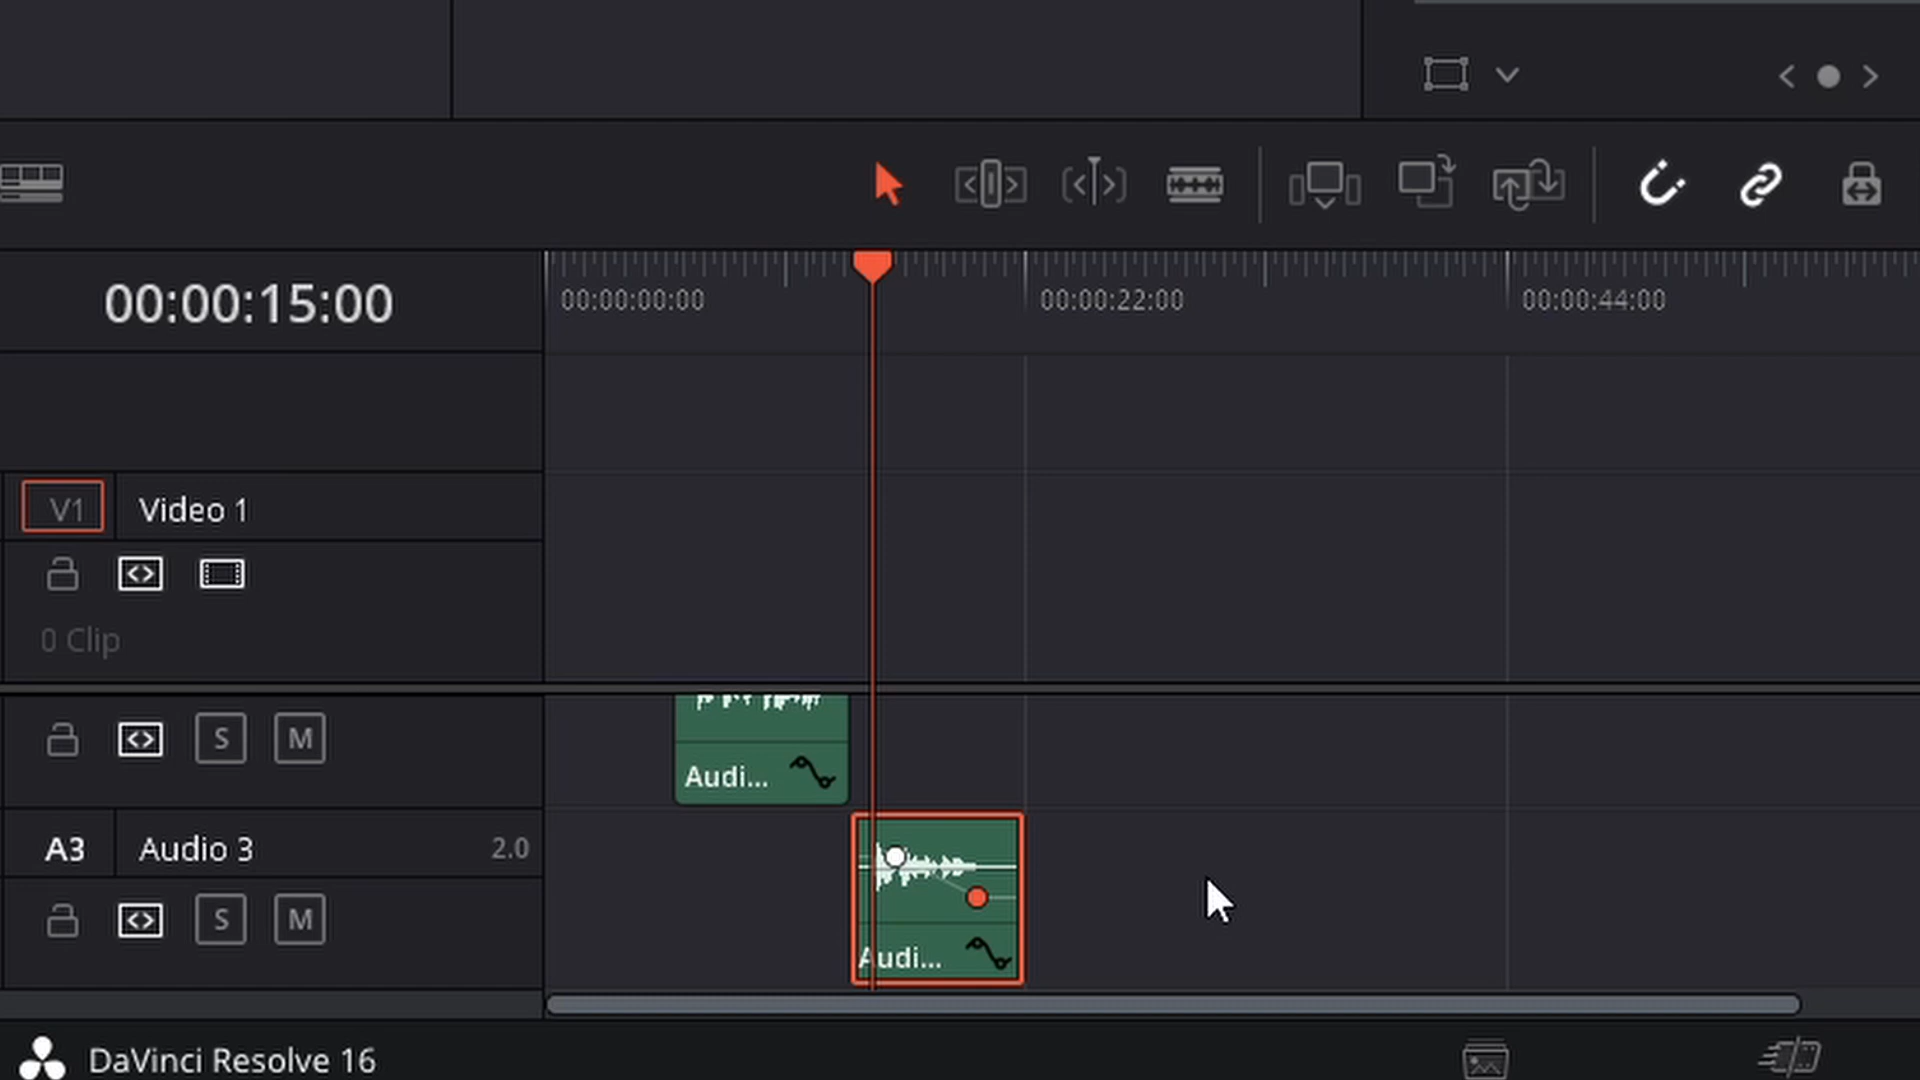 00:00:15:00
00:00:00:00
00:00:22:00
00:00:44:00
V1
Video 1
0 Clip
S
M
Audi...
A3
Audio 3
2.0
S
M
Audi...
DaVinci Resolve 16